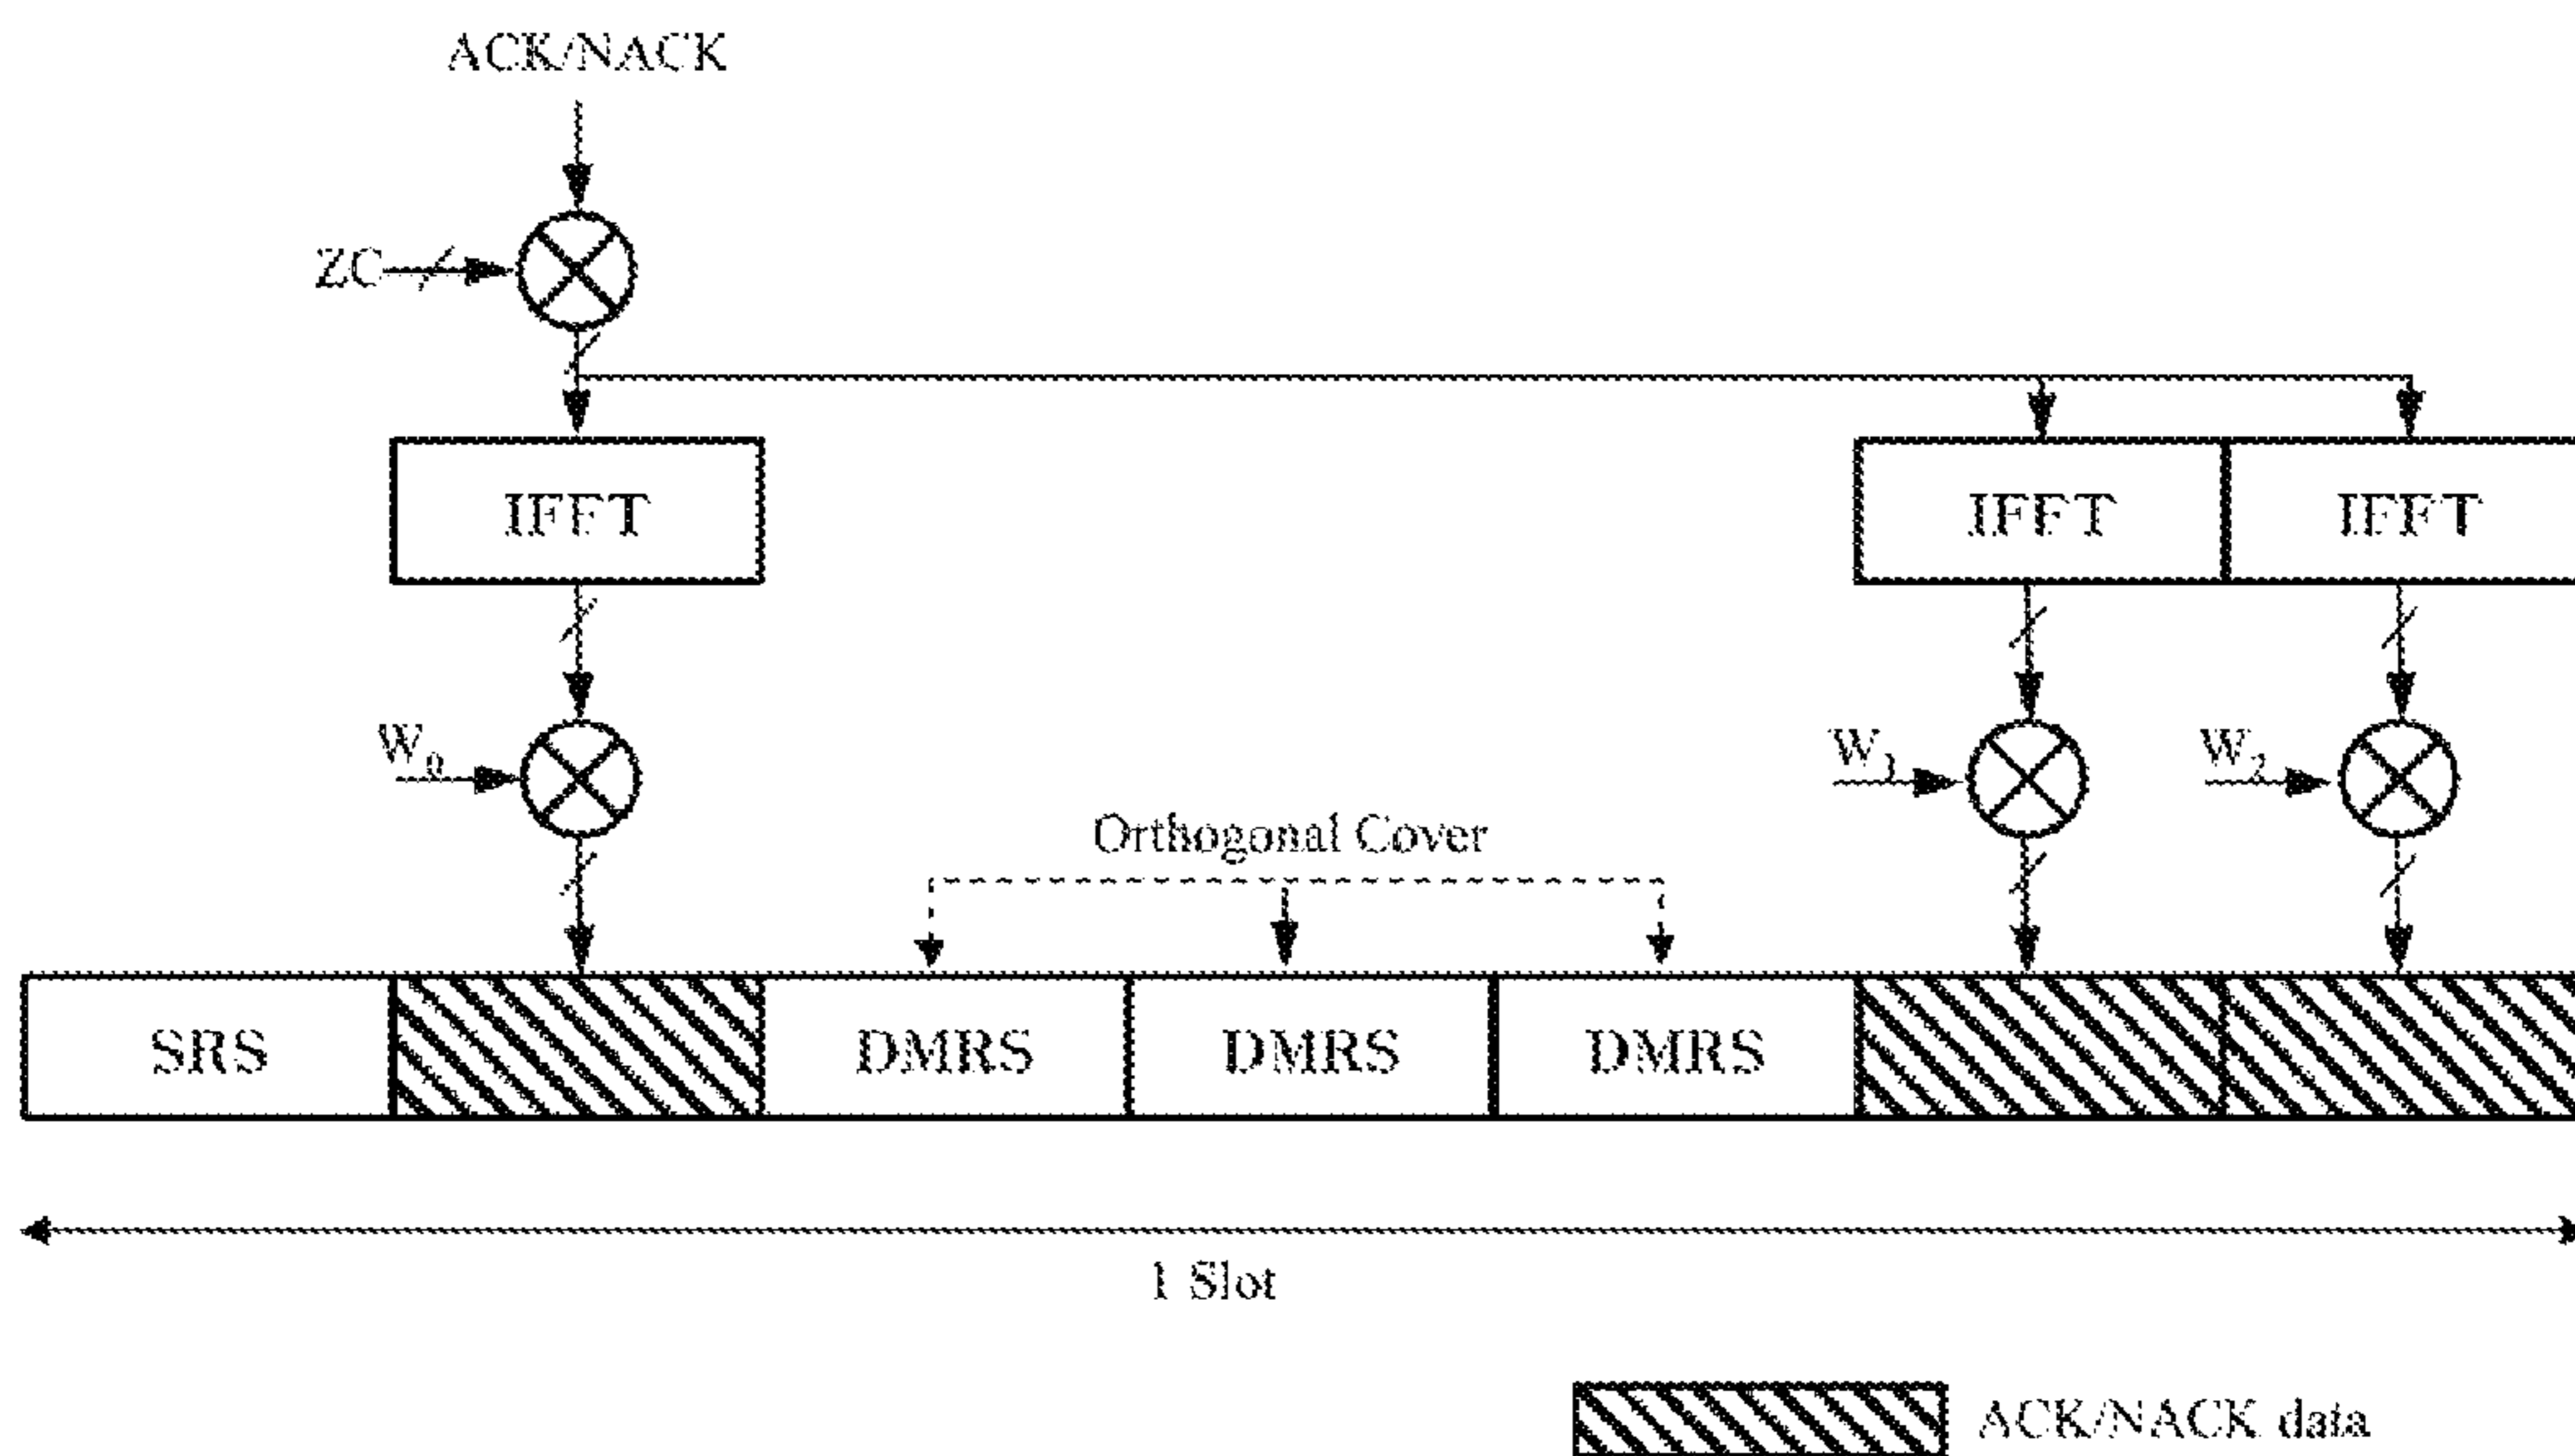 ACK/NACK
ZC
IFFT
IFFT
IFFT
W0
W1
W2
Orthogonal Cover
SRS
DMRS
DMRS
DMRS
1 Slot
ACK/NACK data